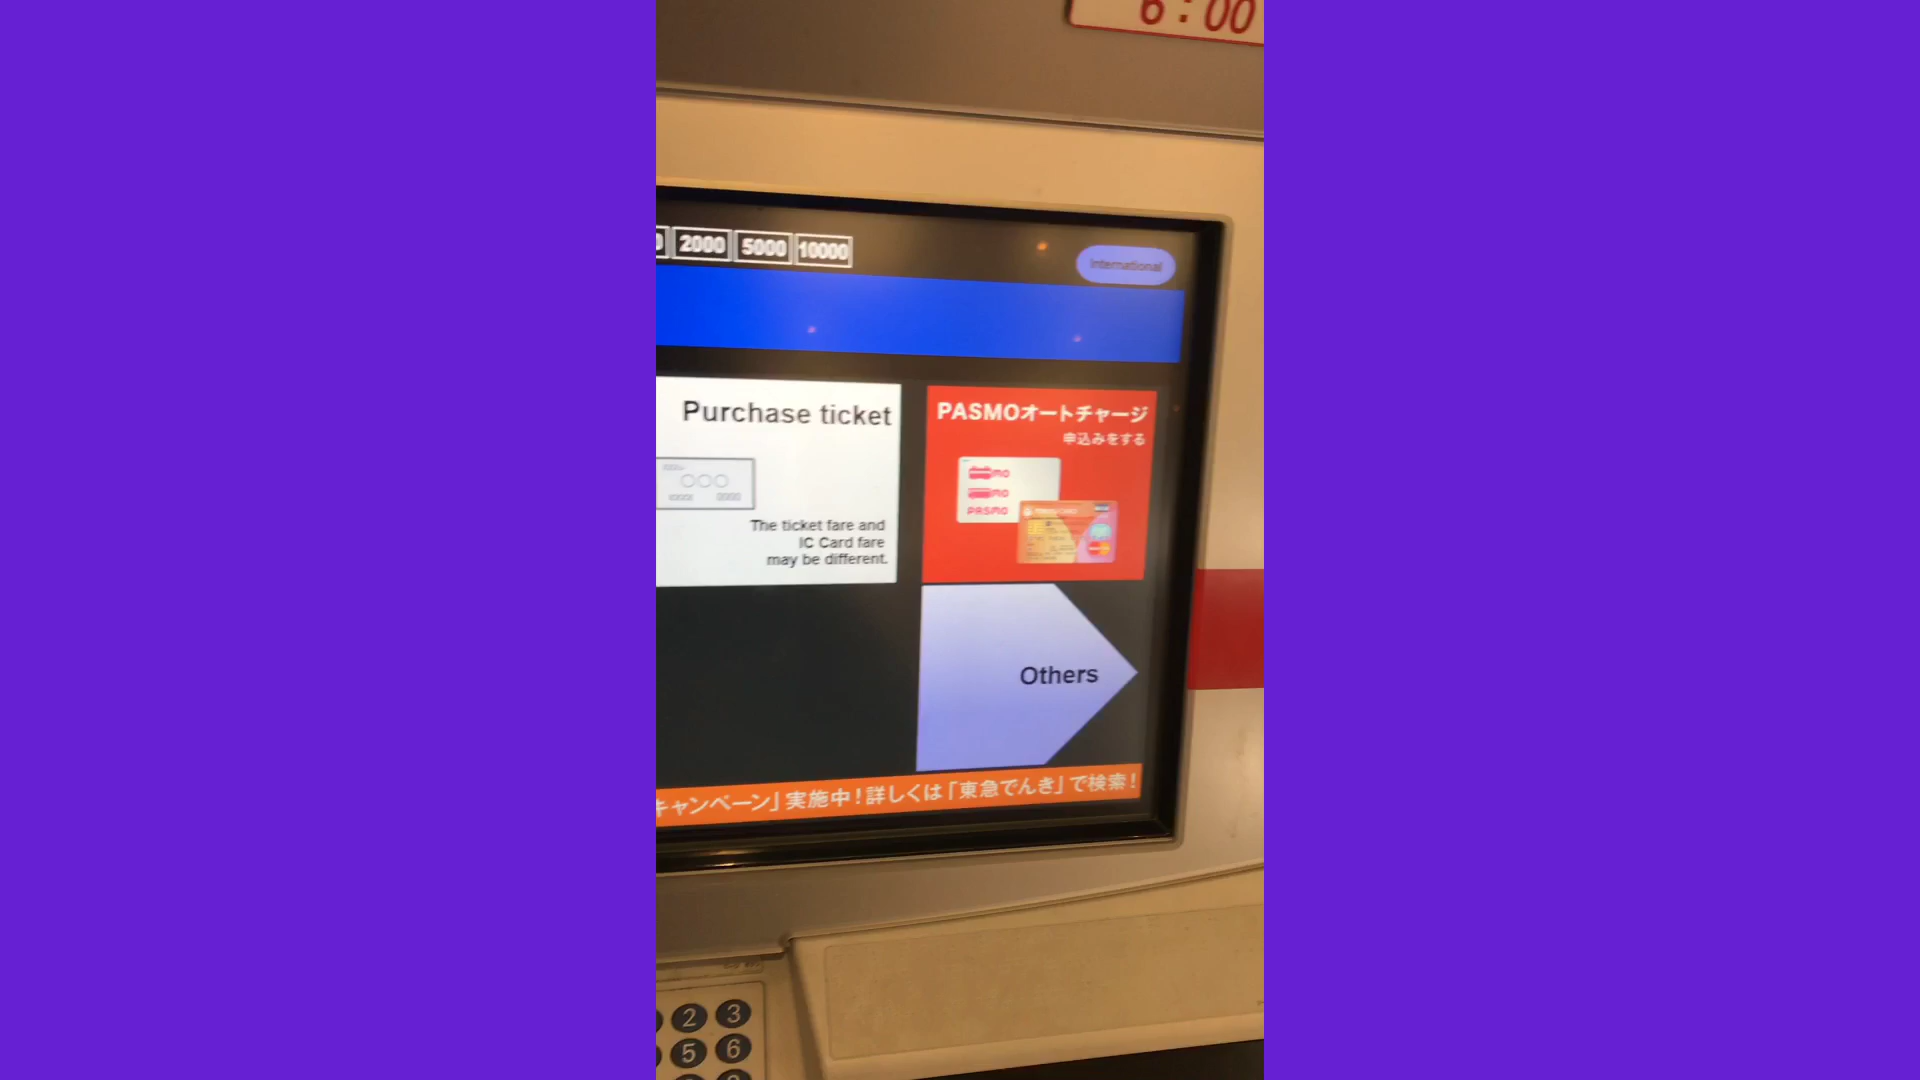 6:00
2000 5000 10000
International
Purchase ticket
The ticket fare and
IC Card fare
may be different.
PASMOオートチャージ
申込みをする
PASMO
Others
キャンペーン」実施中!詳しくは「東急でんき」で検索!
2 3
5 6